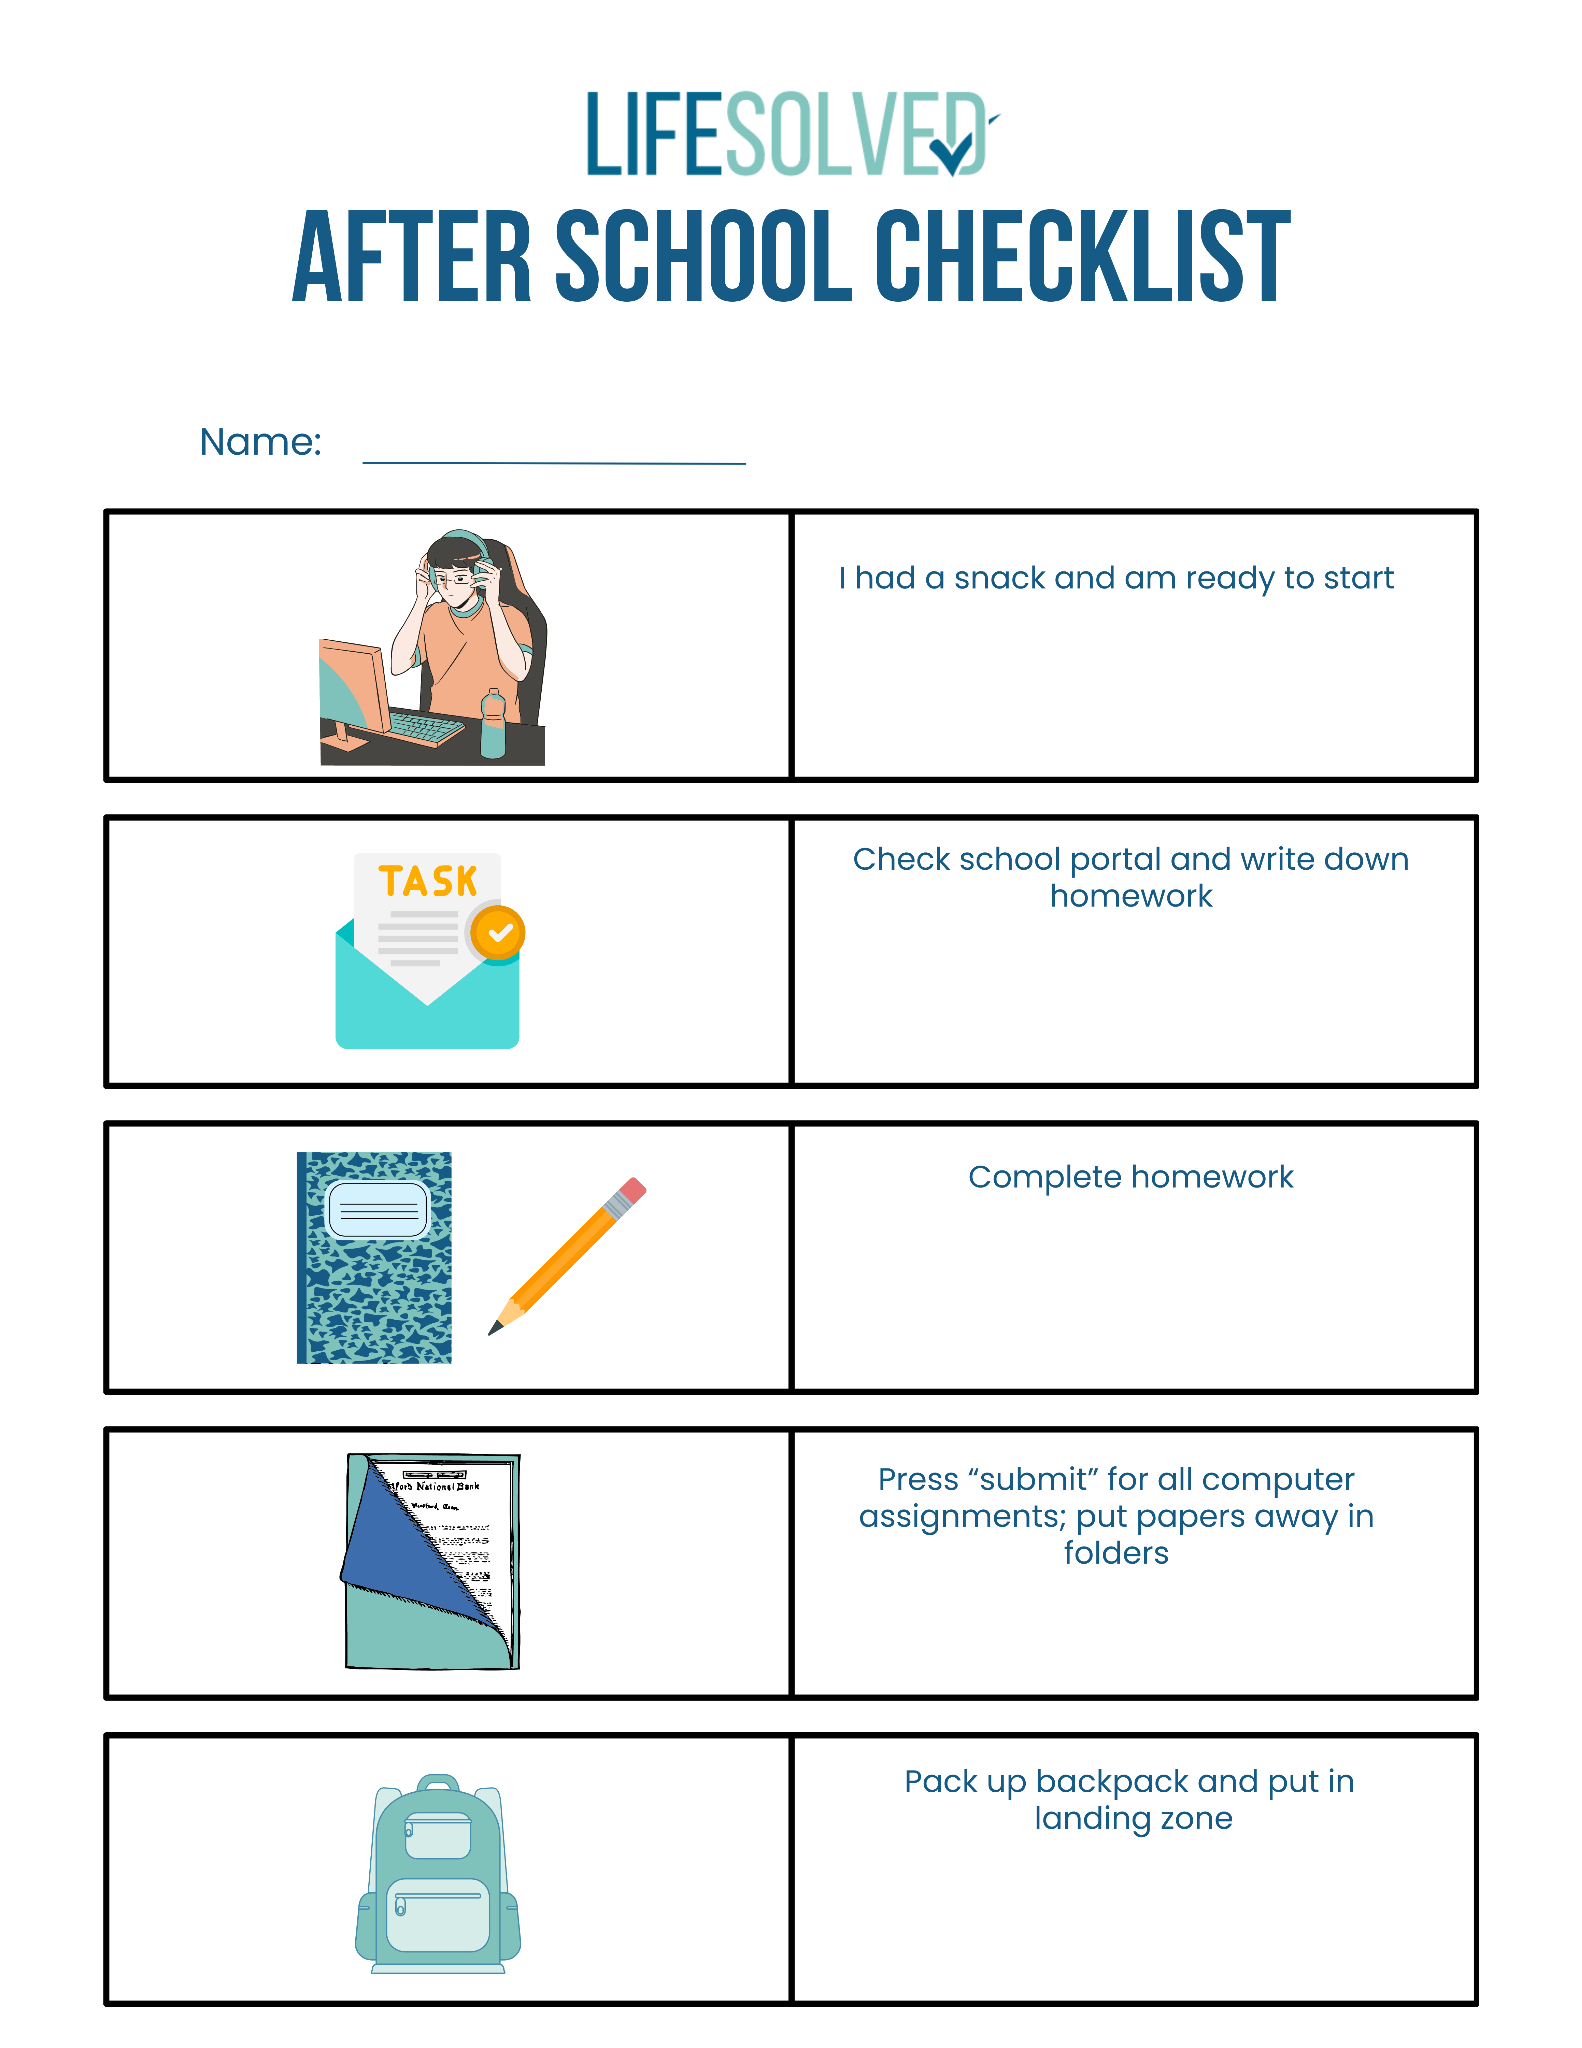 LIFESOLVED
AFTER SCHOOL CHECKLIST
Name:
I had a snack and am ready to start
TASK
Check school portal and write down
homework
Complete homework
National Bank
Press “submit” for all computer
assignments; put papers away in
folders
Pack up backpack and put in
landing zone